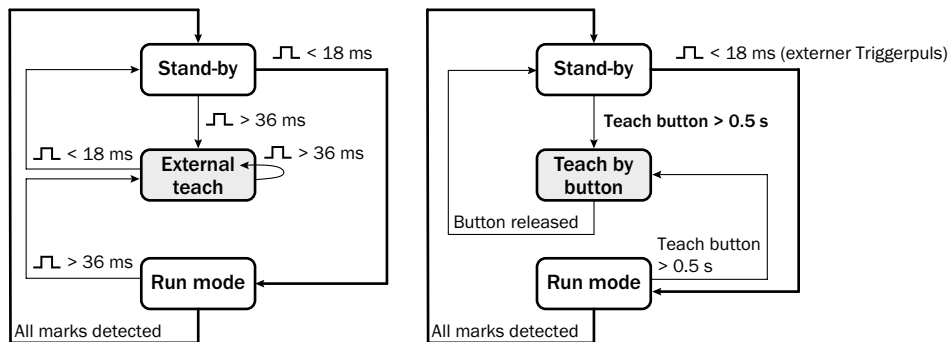 Stand-by
< 18 ms
> 36 ms
< 18 ms
> 36 ms
External
teach
> 36 ms
Run mode
All marks detected
Stand-by
< 18 ms (externer Triggerpuls)
Teach button > 0.5 s
Teach by
button
Button released
Teach button
> 0.5 s
Run mode
All marks detected